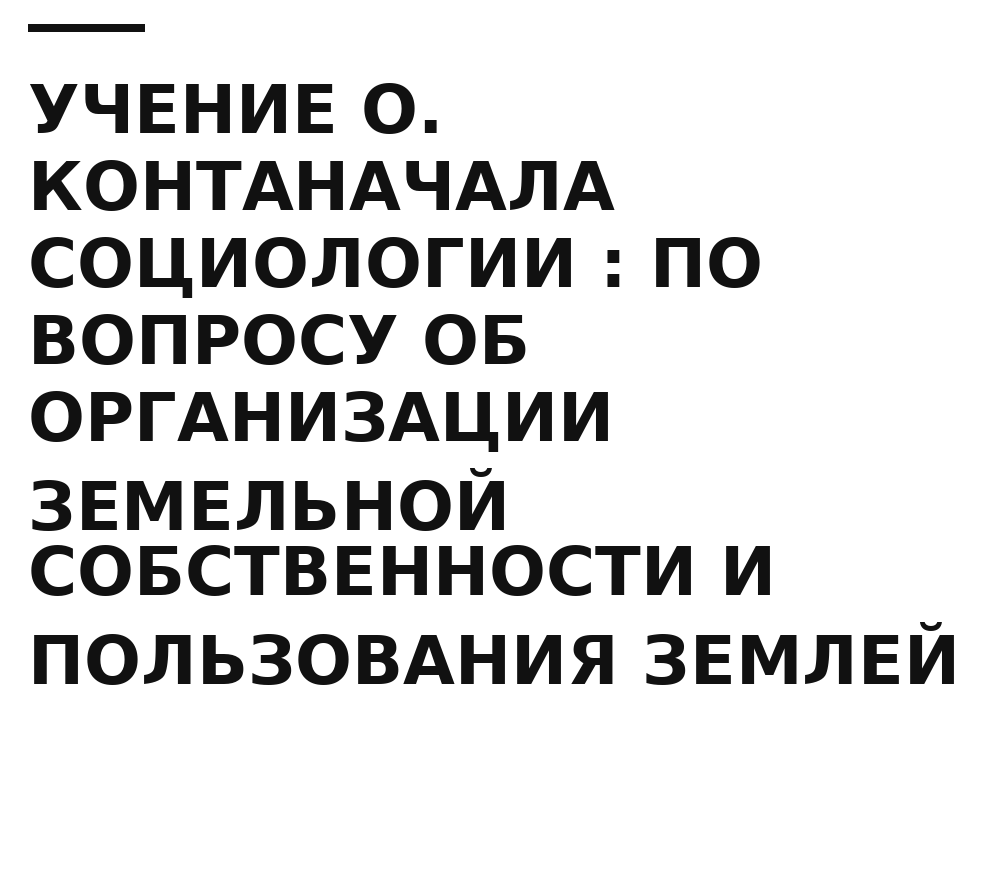 УЧЕНИЕ О.
КОНТАНАЧАЛА
СОЦИОЛОГИИ : ПО
ВОПРОСУ ОБ
ОРГАНИЗАЦИИ
ЗЕМЕЛЬНОЙ
СОБСТВЕННОСТИ И
ПОЛЬЗОВАНИЯ ЗЕМЛЕЙ